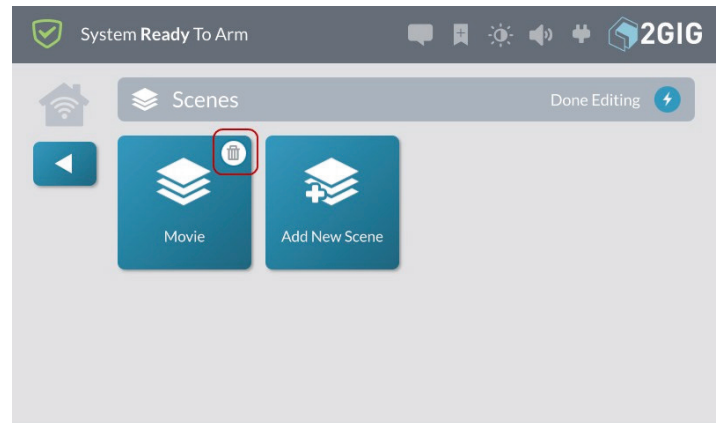 System Ready To Arm
2GIG
Scenes
Done Editing
Movie
Add New Scene